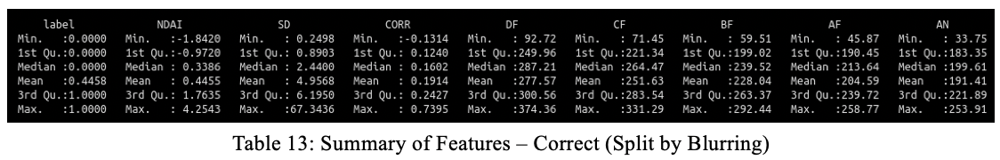 label NDAI SD CORR DF CF BF AF AN
Min. :0.0000 Min. :-1.8420 Min. : 0.2498 Min. :-0.1314 Min. : 92.72 Min. : 71.45 Min. : 59.51 Min. : 45.87 Min. : 33.75
1st Qu.:0.0000 1st Qu.:-0.9720 1st Qu.: 0.8903 1st Qu.: 0.1240 1st Qu.:249.96 1st Qu.:221.34 1st Qu.:199.02 1st Qu.:190.45 1st Qu.:183.35
Median :0.0000 Median : 0.3386 Median : 2.4400 Median : 0.1602 Median :287.21 Median :264.47 Median :239.52 Median :213.64 Median :199.61
Mean :0.4458 Mean : 0.4455 Mean : 4.9568 Mean : 0.1914 Mean :277.57 Mean :251.63 Mean :228.04 Mean :204.59 Mean :191.41
3rd Qu.:1.0000 3rd Qu.: 1.7635 3rd Qu.: 6.1950 3rd Qu.: 0.2427 3rd Qu.:300.56 3rd Qu.:283.54 3rd Qu.:263.37 3rd Qu.:239.72 3rd Qu.:221.89
Max. :1.0000 Max. : 4.2543 Max. :67.3436 Max. : 0.7395 Max. :374.36 Max. :331.29 Max. :292.44 Max. :258.77 Max. :253.91
Table 13: Summary of Features – Correct (Split by Blurring)